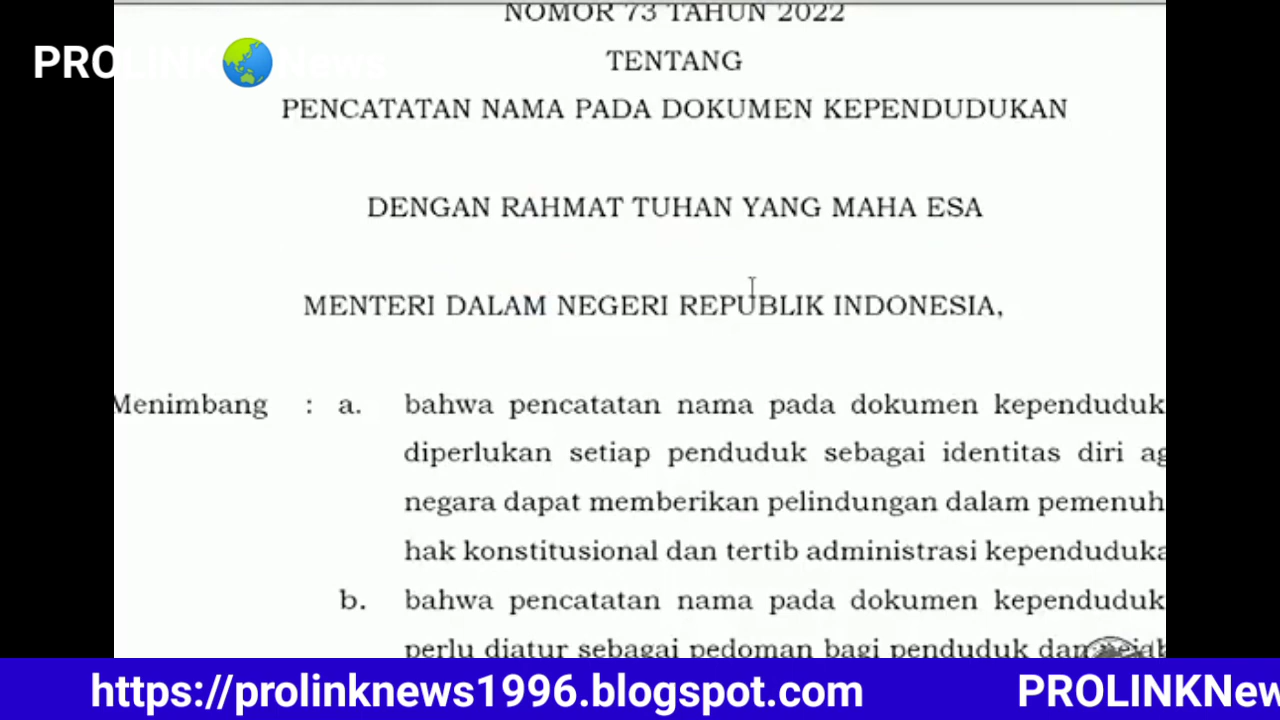 NOMOR 73 TAHUN 2022
PROLINK News
TENTANG
PENCATATAN NAMA PADA DOKUMEN KEPENDUDUKAN
DENGAN RAHMAT TUHAN YANG MAHA ESA
MENTERI DALAM NEGERI REPUBLIK INDONESIA,
Menimbang : a. bahwa pencatatan nama pada dokumen kependuduk
diperlukan setiap penduduk sebagai identitas diri ag
negara dapat memberikan pelindungan dalam pemenuh
hak konstitusional dan tertib administrasi kependuduka
b. bahwa pencatatan nama pada dokumen kependuduk
perlu diatur sebagai pedoman bagi penduduk dan
https://prolinknews1996.blogspot.com PROLINKNew